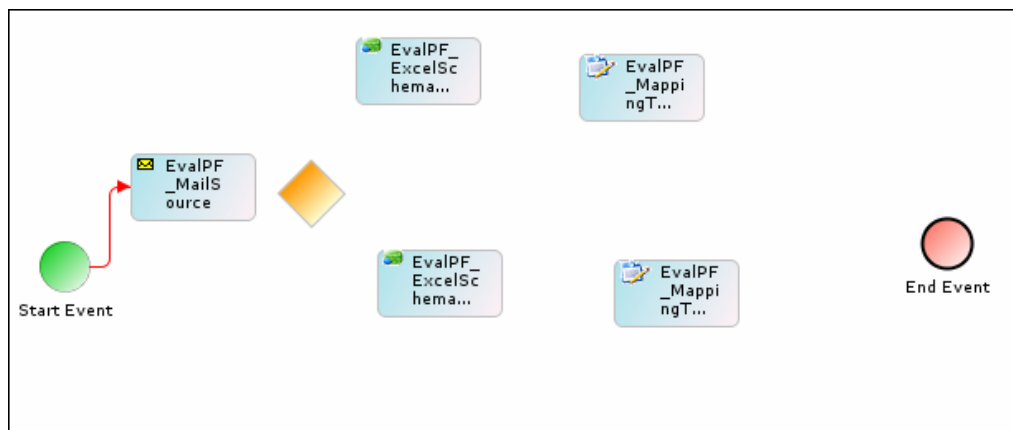 EvalPF_
ExcelSc
hema...
EvalPF
_Mappi
ngT...
EvalPF
_MailS
ource
EvalPF_
ExcelSc
hema...
EvalPF
_Mappi
ngT...
Start Event
End Event